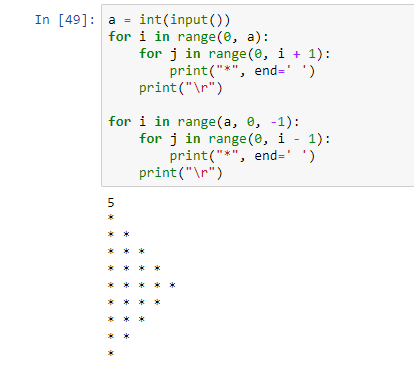 In [49]: a = int(input())
for i in range(0, a):
    for j in range(0, i + 1):
        print("*", end=' ')
    print("\r")

for i in range(a, 0, -1):
    for j in range(0, i - 1):
        print("*", end=' ')
    print("\r")
5
*
* *
* * *
* * * *
* * * * *
* * * *
* * *
* *
*